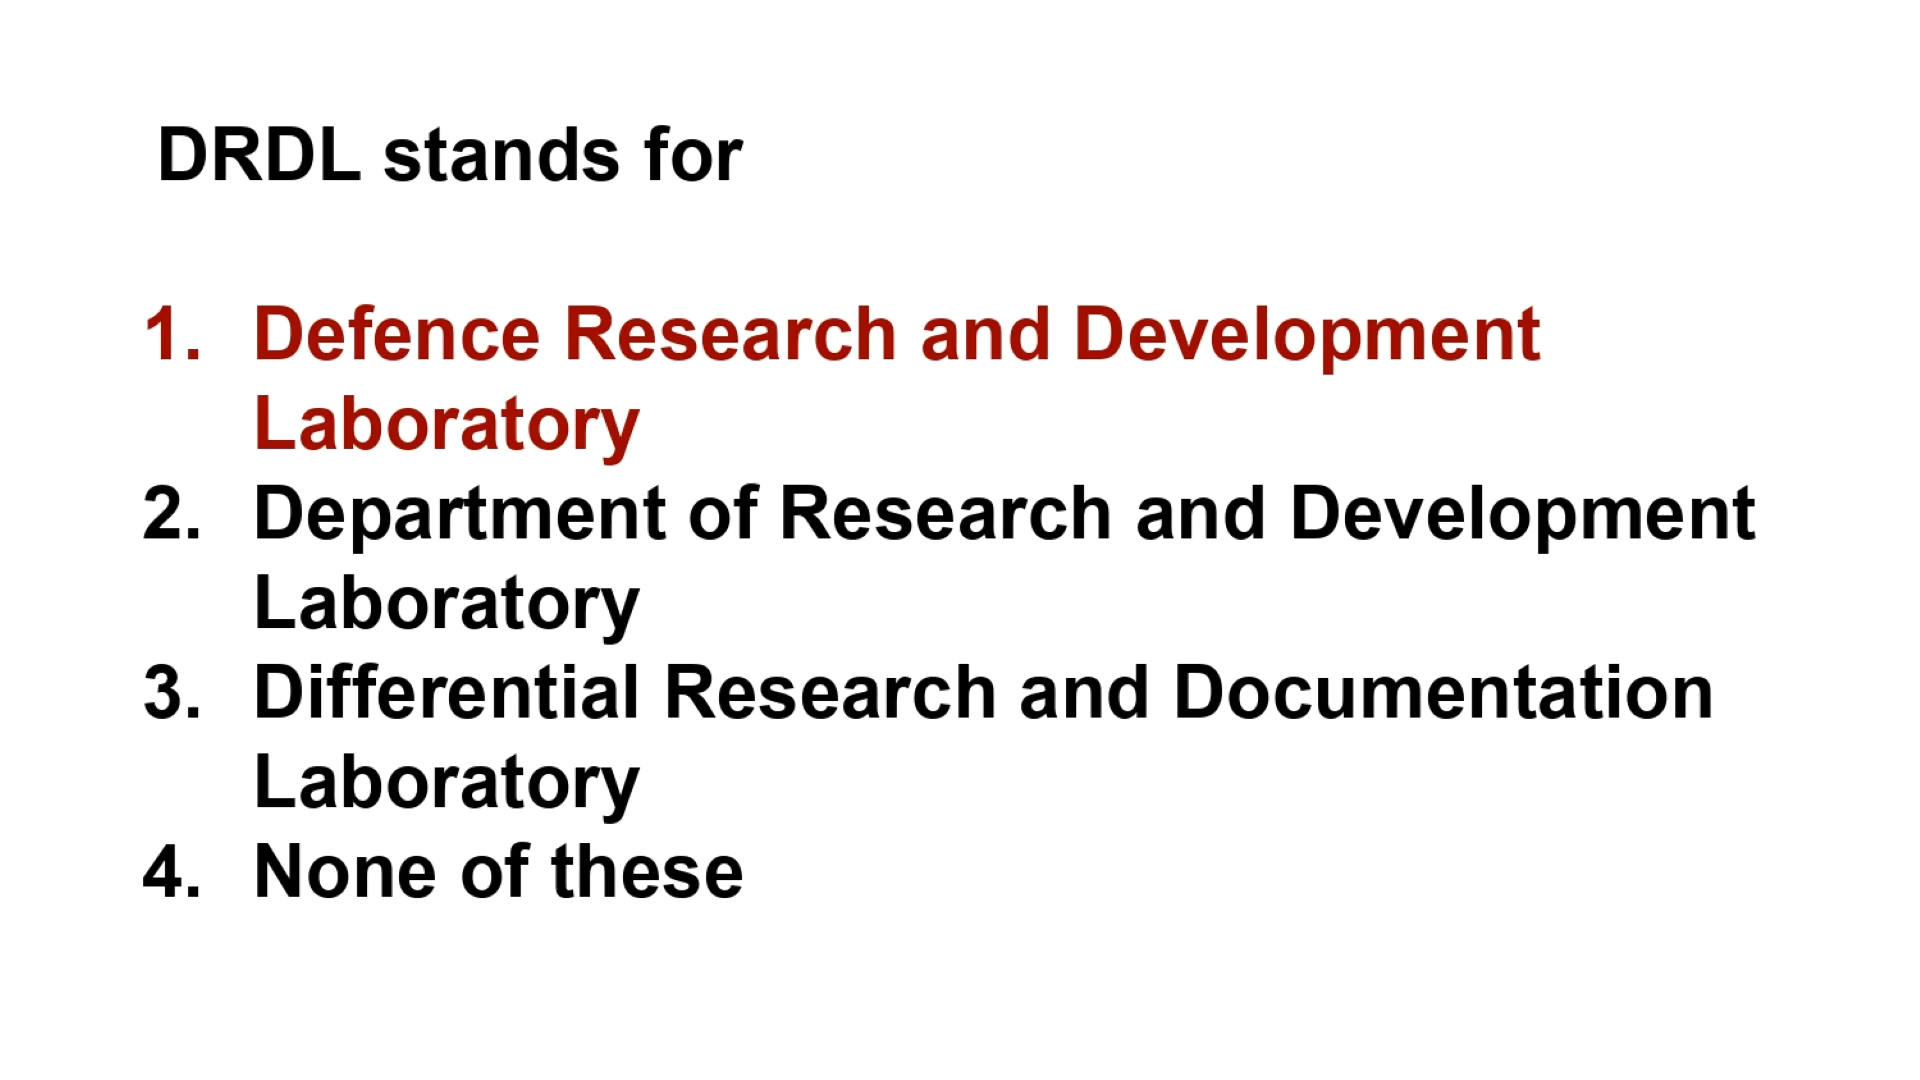 DRDL stands for
1. Defence Research and Development
Laboratory
2. Department of Research and Development
Laboratory
3. Differential Research and Documentation
Laboratory
4. None of these